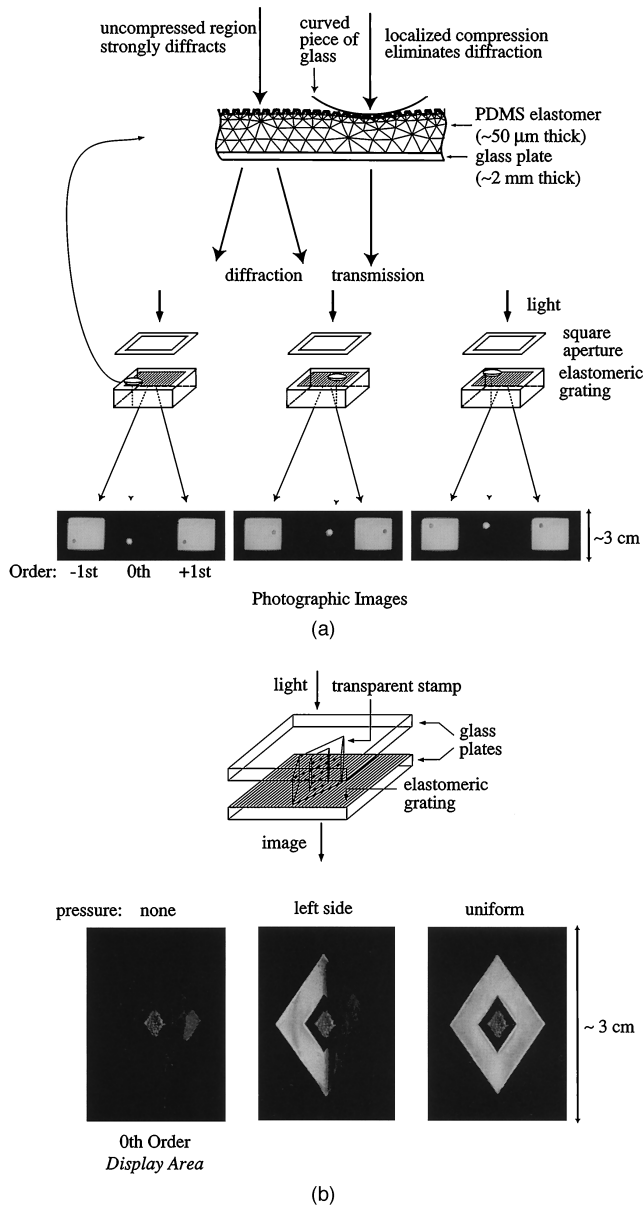 uncompressed region
strongly diffracts
curved
piece of
glass
localized compression
eliminates diffraction
PDMS elastomer
(~50 μm thick)
glass plate
(~2 mm thick)
diffraction
transmission
light
square
aperture
elastomeric
grating
~3 cm
Order: -1st 0th +1st
Photographic Images
(a)
light
transparent stamp
glass
plates
elastomeric
grating
image
pressure: none
left side
uniform
~ 3 cm
0th Order
Display Area
(b)